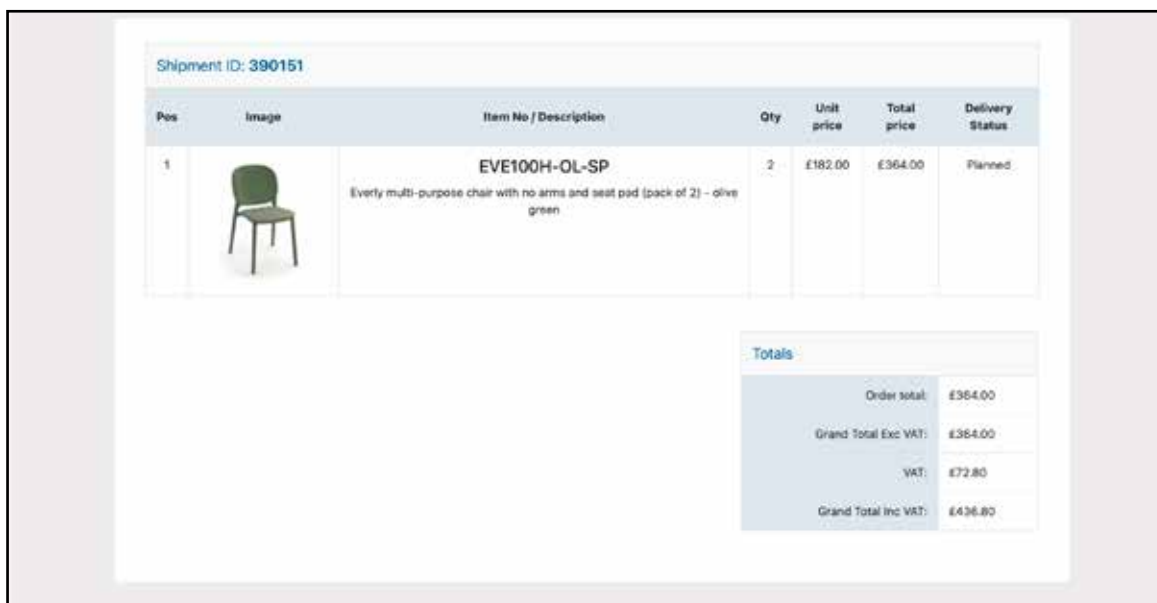 Shipment ID: 390151
Pos Image Item No / Description Qty Unit price Total price Delivery Status
1 EVE100H-OL-SP 2 £182.00 £364.00 Planned
Everly multi-purpose chair with no arms and seat pad (pack of 2) - olive
green
Totals
Order total: £364.00
Grand Total Exc VAT: £364.00
VAT: £72.80
Grand Total Inc VAT: £436.80